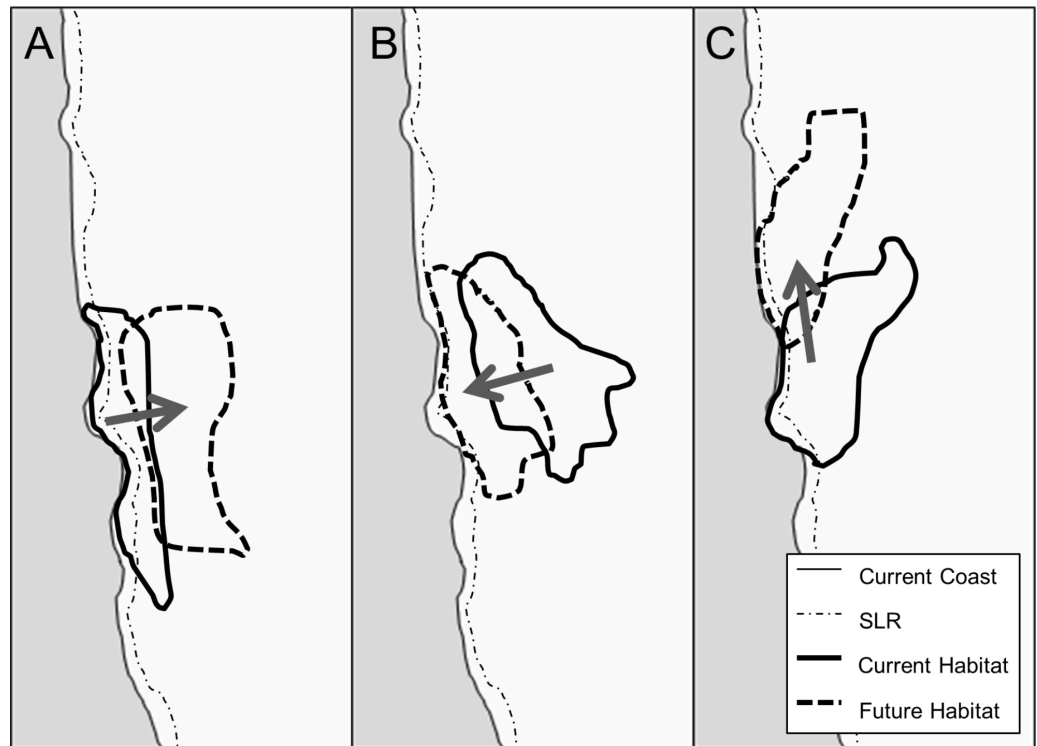 A
B
C
Current Coast
SLR
Current Habitat
Future Habitat